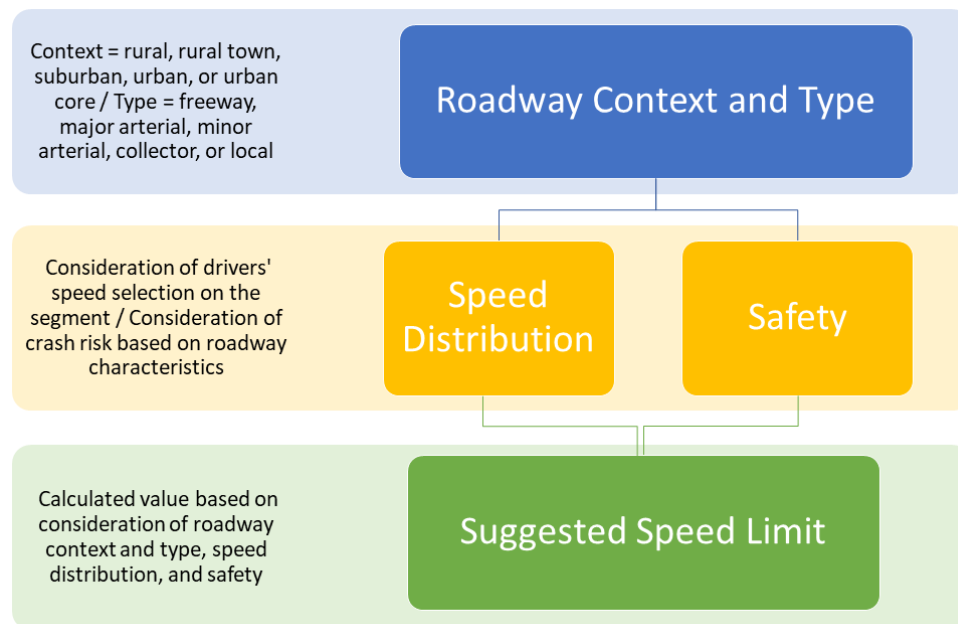 Context = rural, rural town,
suburban, urban, or urban
core / Type = freeway,
major arterial, minor
arterial, collector, or local
Roadway Context and Type
Consideration of drivers'
speed selection on the
segment / Consideration of
crash risk based on roadway
characteristics
Speed
Distribution
Safety
Calculated value based on
consideration of roadway
context and type, speed
distribution, and safety
Suggested Speed Limit